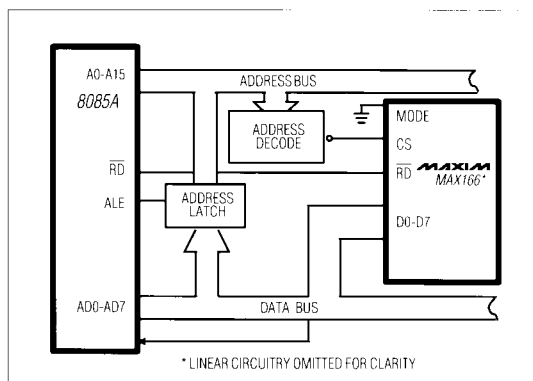 A0-A15
ADDRESS BUS
8085A
MODE
ADDRESS
DECODE
CS
RD
MAXIM
MAX166*
RD
ALE
ADDRESS
LATCH
D0-D7
AD0-AD7
DATA BUS
* LINEAR CIRCUITRY OMITTED FOR CLARITY